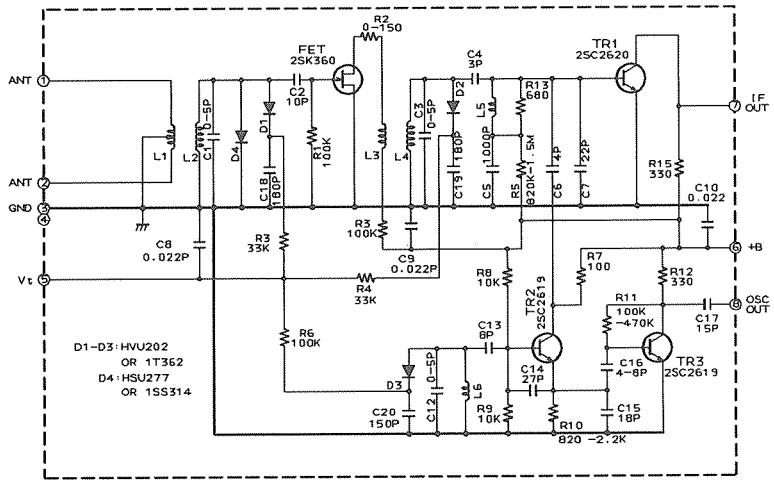 R2
0-150
FET
2SK360
TR1
2SC2620
ANT ①
C2
10P
C4
3P
D2
L5
R13
680
IF
⑦ OUT
L1
L2
C1 0-5P
D4
D1
C18 180P
R1 100K
L3
L4
C3 0-5P
C19 180P
C5 1000P
R5 820K-1.5M
C6 4P
C7 22P
R15
330
C10
0.022
ANT ②
GND ③
④
C8
0.022P
R3
33K
R3
100K
C9
0.022P
⑥ +B
Vt ⑤
R4
33K
R8
10K
TR2
2SC2619
R7
100
R12
330
R11
100K
-470K
⑧ OSC
OUT
C17
15P
R6
100K
C13
8P
D1-D3:HVU202
OR 1T362
D4:HSU277
OR 1SS314
D3
C12 0-5P
L6
C14
27P
C16
4-8P
TR3
2SC2619
C20
150P
R9
10K
R10
820 -2.2K
C15
18P